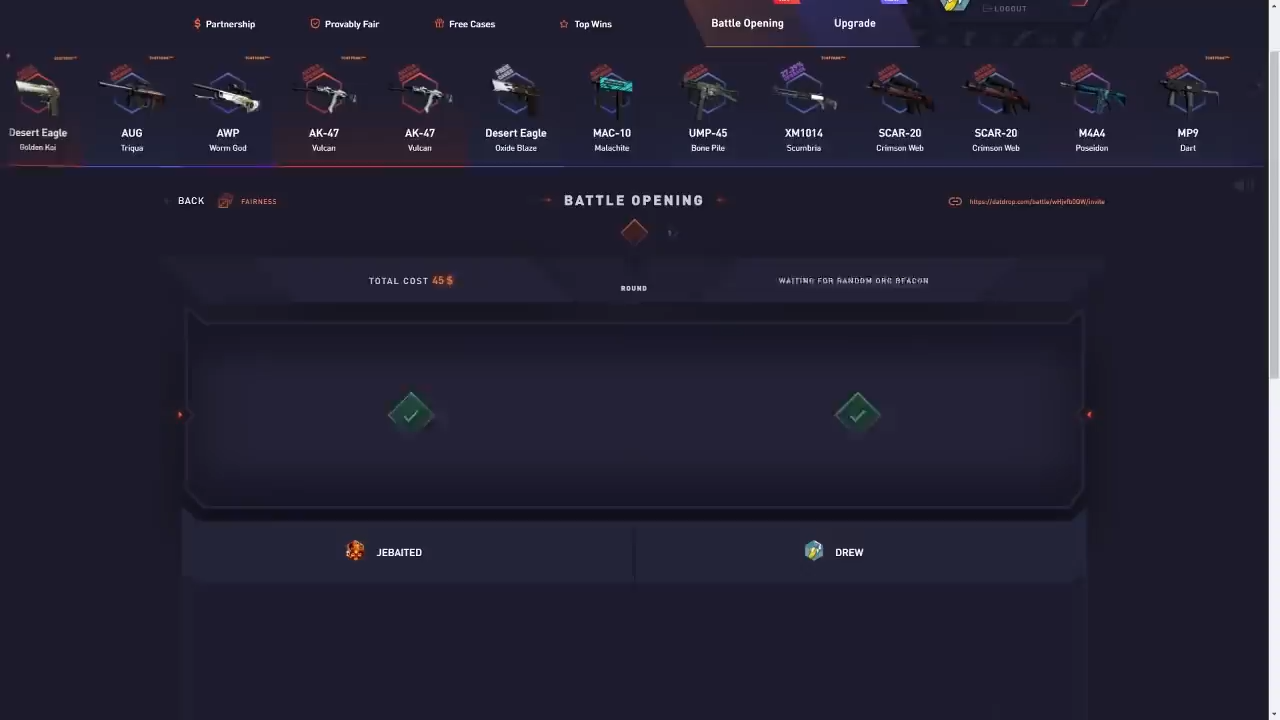 Partnership
Provably Fair
Free Cases
Top Wins
Battle Opening
Upgrade
LOGOUT
Desert Eagle
Golden Koi
AUG
Triqua
AWP
Worm God
AK-47
Vulcan
AK-47
Vulcan
Desert Eagle
Oxide Blaze
MAC-10
Malachite
UMP-45
Bone Pile
XM1014
Scumbria
SCAR-20
Crimson Web
SCAR-20
Crimson Web
M4A4
Poseidon
MP9
Dart
BACK
FAIRNESS
BATTLE OPENING
TOTAL COST 45 $
ROUND
WAITING FOR RANDOM.ORG BEACON
JEBAITED
DREW